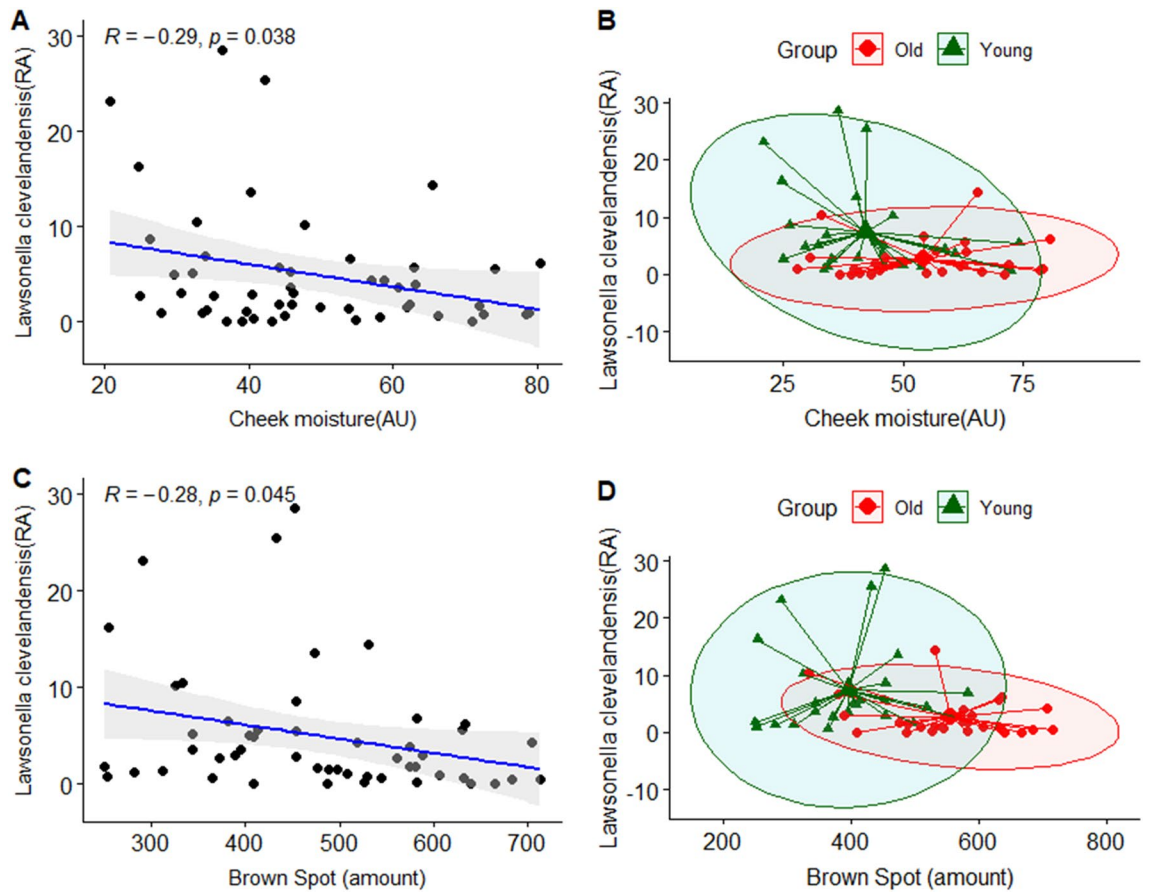 A
R = −0.29, p = 0.038
Lawsonella clevelandensis(RA)
30
20
10
0
20 40 60 80
Cheek moisture(AU)
B
Group Old Young
Lawsonella clevelandensis(RA)
30
20
10
0
-10
25 50 75
Cheek moisture(AU)
C
R = −0.28, p = 0.045
Lawsonella clevelandensis(RA)
30
20
10
0
300 400 500 600 700
Brown Spot (amount)
D
Group Old Young
Lawsonella clevelandensis(RA)
30
20
10
0
-10
200 400 600 800
Brown Spot (amount)